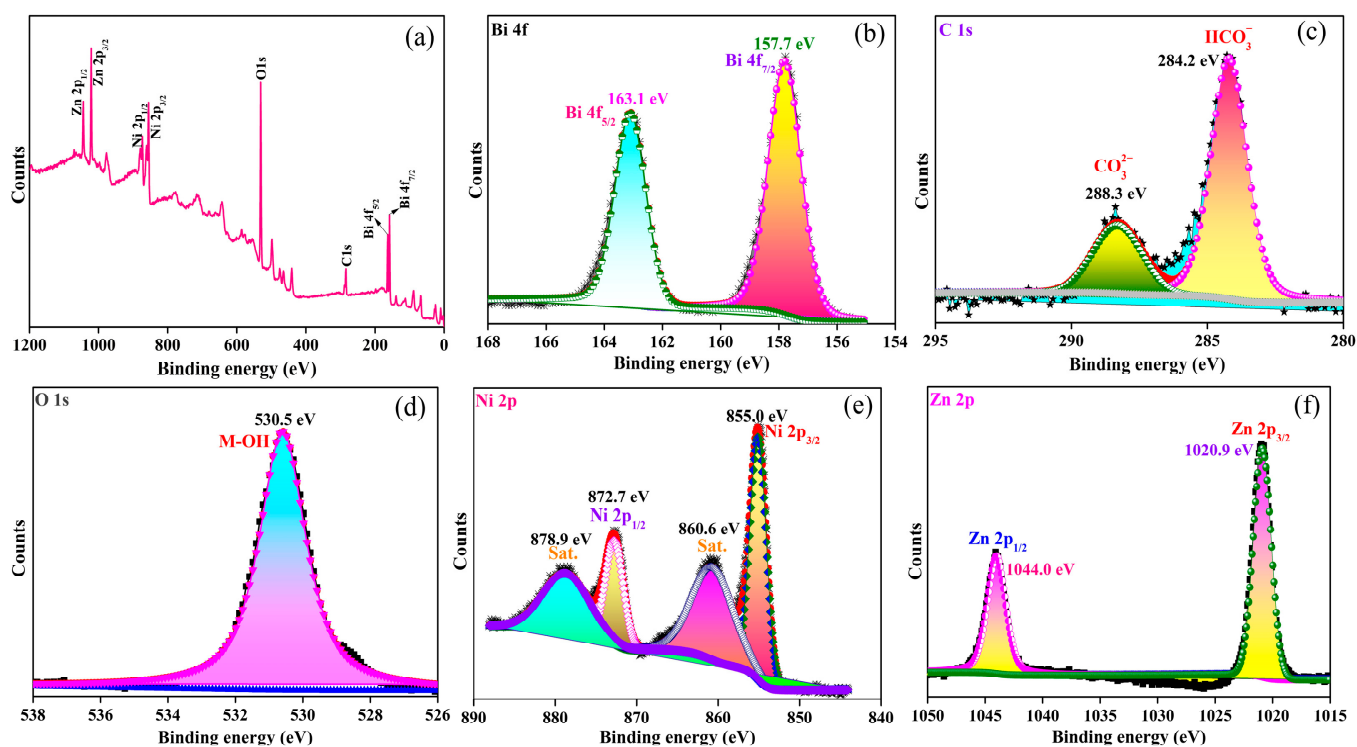 (a)
Zn 2p1/2
Zn 2p3/2
Ni 2p1/2
Ni 2p3/2
O1s
C1s
Bi 4f5/2
Bi 4f7/2
Counts
1200 1000 800 600 400 200 0
Binding energy (eV)
Bi 4f
(b)
157.7 eV
Bi 4f7/2
163.1 eV
Bi 4f5/2
Counts
168 166 164 162 160 158 156 154
Binding energy (eV)
C 1s
(c)
IICO3−
284.2 eV
CO3 2−
288.3 eV
Counts
295 290 285 280
Binding energy (eV)
O 1s
(d)
530.5 eV
M-OII
Counts
538 536 534 532 530 528 526
Binding energy (eV)
Ni 2p
(e)
855.0 eV
Ni 2p3/2
872.7 eV
Ni 2p1/2
860.6 eV
Sat.
878.9 eV
Sat.
Counts
890 880 870 860 850 840
Binding energy (eV)
Zn 2p
(f)
Zn 2p3/2
1020.9 eV
Zn 2p1/2
1044.0 eV
Counts
1050 1045 1040 1035 1030 1025 1020 1015
Binding energy (eV)